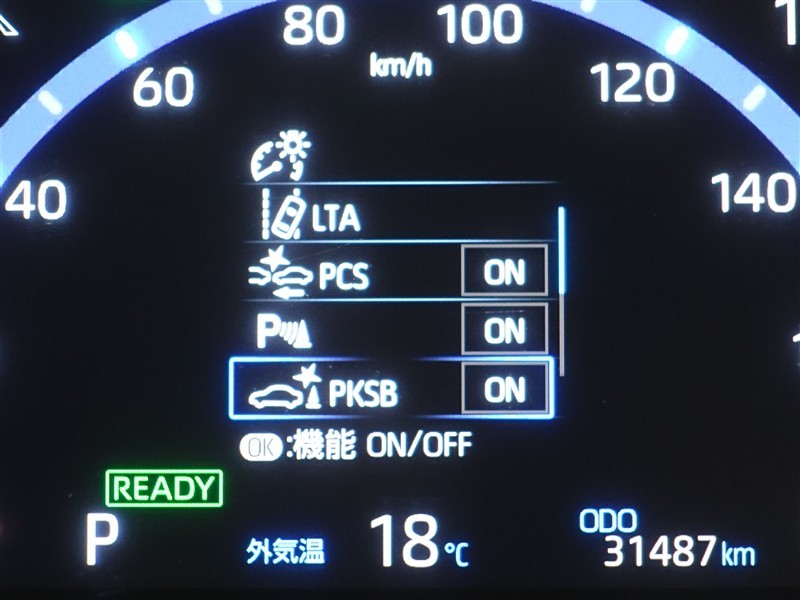 80 100
km/h
60 120
40 140
LTA
PCS ON
P ON
PKSB ON
OK:機能 ON/OFF
READY
P 外気温 18℃
ODO
31487km